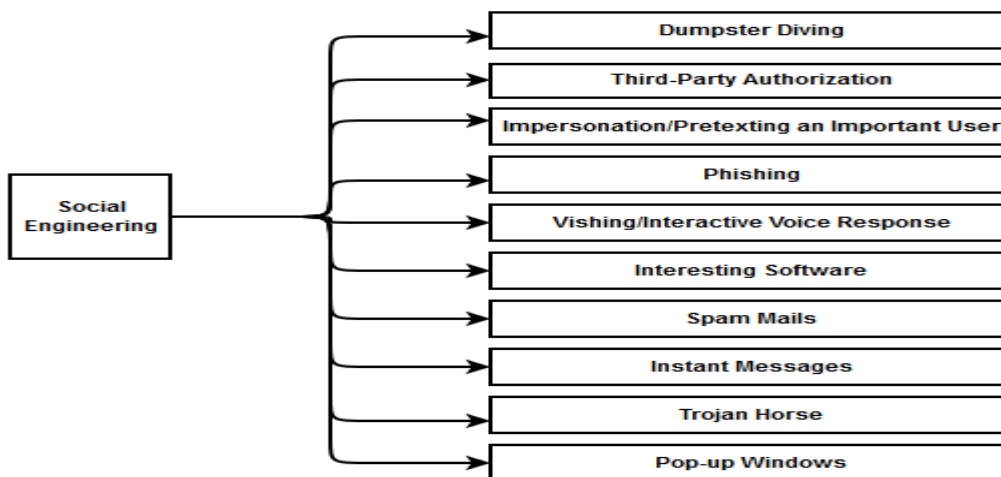 Social
Engineering
Dumpster Diving
Third-Party Authorization
Impersonation/Pretexting an Important User
Phishing
Vishing/Interactive Voice Response
Interesting Software
Spam Mails
Instant Messages
Trojan Horse
Pop-up Windows